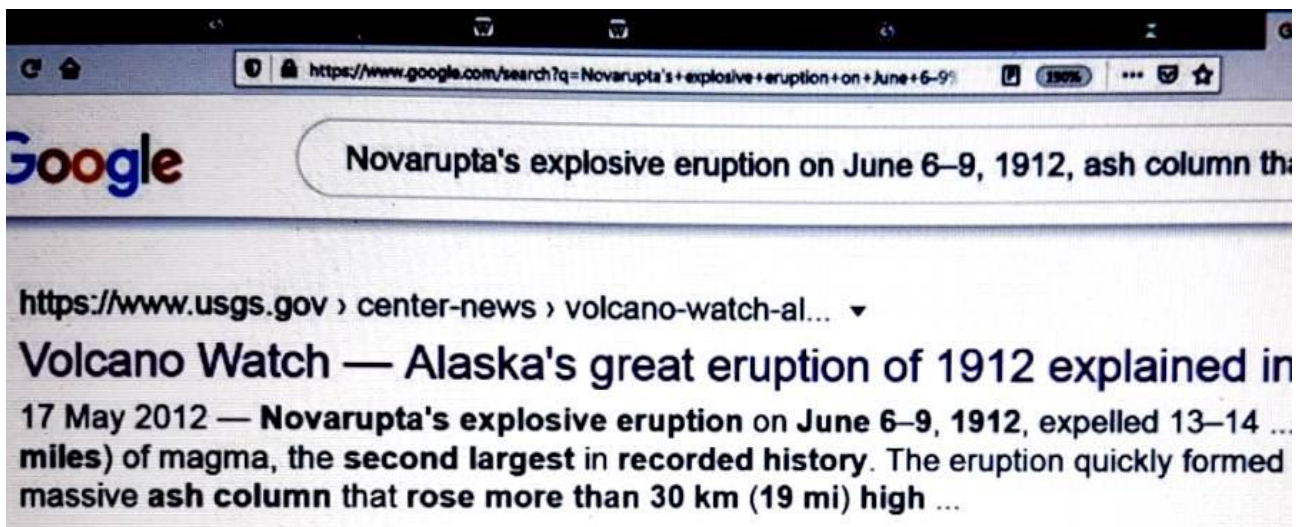 https://www.google.com/search?q=Novarupta's+explosive+eruption+on+June+6–9
190%
Google
Novarupta's explosive eruption on June 6–9, 1912, ash column tha
https://www.usgs.gov › center-news › volcano-watch-al...
Volcano Watch — Alaska's great eruption of 1912 explained in
17 May 2012 — Novarupta's explosive eruption on June 6–9, 1912, expelled 13–14 ...
miles) of magma, the second largest in recorded history. The eruption quickly formed
massive ash column that rose more than 30 km (19 mi) high ...